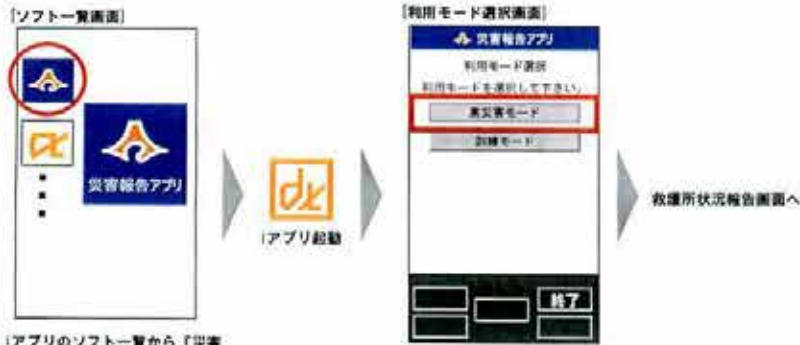 [ソフト一覧画面]
災害報告アプリ
iアプリ起動
[利用モード選択画面]
災害報告アプリ
利用モード選択
利用モードを選択して下さい。
真災害モード
訓練モード
終了
救護所状況報告画面へ
iアプリのソフト一覧から「災害